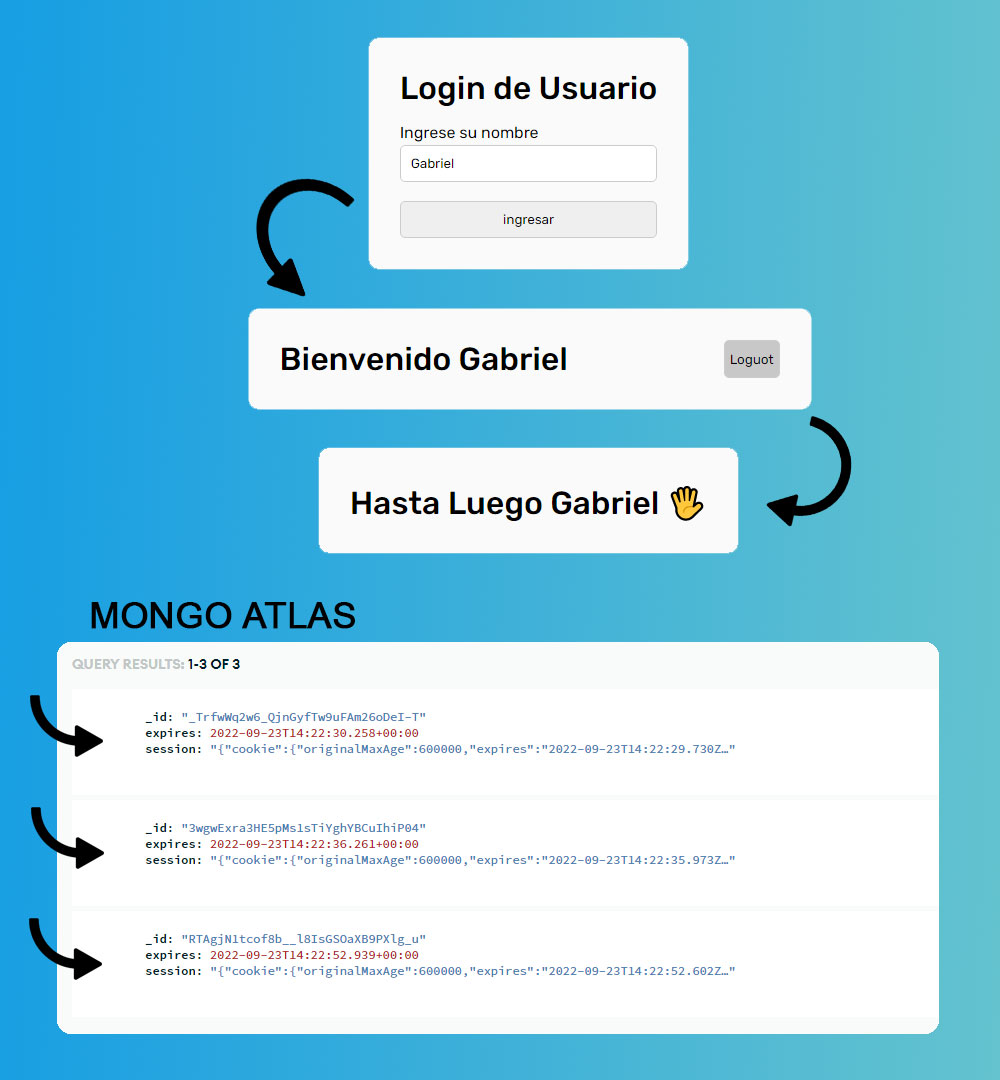 Login de Usuario
Ingrese su nombre
Gabriel
ingresar
Bienvenido Gabriel
Loguot
Hasta Luego Gabriel 🖐
MONGO ATLAS
QUERY RESULTS: 1-3 OF 3
_id: "_TrfwWq2w6_QjnGyfTw9uFAm26oDeI-T"
expires: 2022-09-23T14:22:30.258+00:00
session: "{"cookie":{"originalMaxAge":600000,"expires":"2022-09-23T14:22:29.730Z…"
_id: "3wgwExra3HE5pMs1sTiYghYBCuIhiP04"
expires: 2022-09-23T14:22:36.261+00:00
session: "{"cookie":{"originalMaxAge":600000,"expires":"2022-09-23T14:22:35.973Z…"
_id: "RTAgjN1tcof8b__l8IsGSOaXB9PXlg_u"
expires: 2022-09-23T14:22:52.939+00:00
session: "{"cookie":{"originalMaxAge":600000,"expires":"2022-09-23T14:22:52.602Z…"